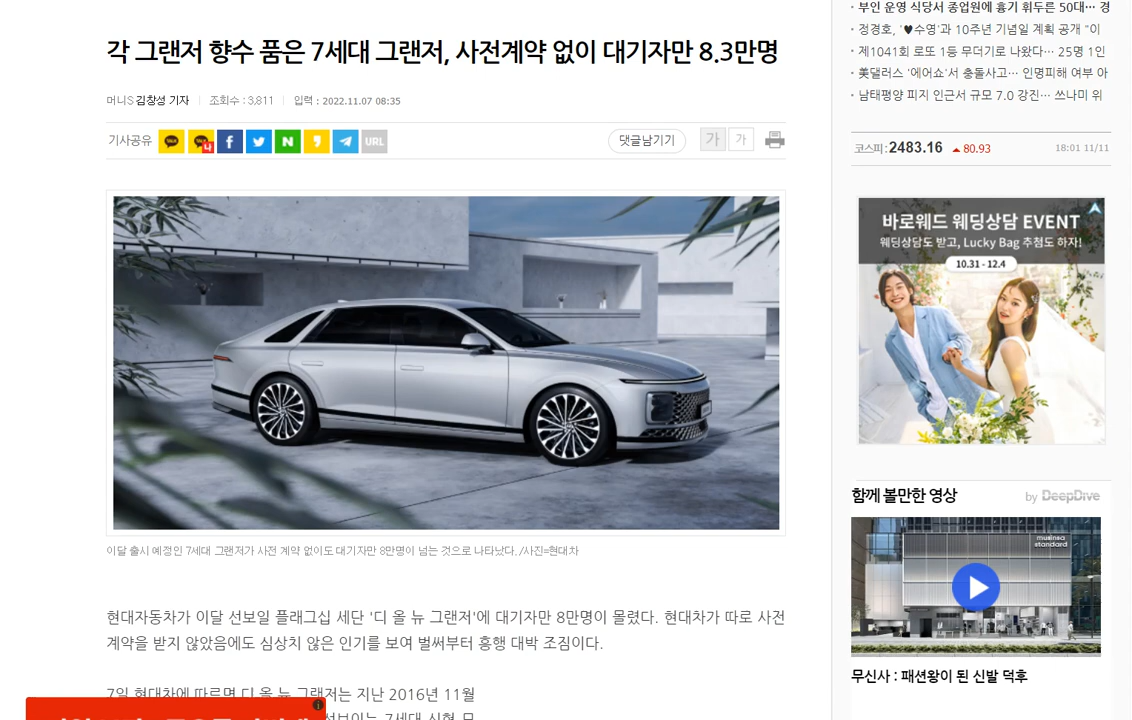 각 그랜저 향수 품은 7세대 그랜저, 사전계약 없이 대기자만 8.3만명
머니S 김창성 기자 조회수 : 3,811 입력 : 2022.11.07 08:35
기사공유 TALK TALK N URL 댓글남기기 가 가
이달 출시 예정인 7세대 그랜저가 사전 계약 없이도 대기자만 8만명이 넘는 것으로 나타났다. /사진=현대차
현대자동차가 이달 선보일 플래그십 세단 '디 올 뉴 그랜저'에 대기자만 8만명이 몰렸다. 현대차가 따로 사전
계약을 받지 않았음에도 심상치 않은 인기를 보여 벌써부터 흥행 대박 조짐이다.
7일 현대차에 따르면 디 올 뉴 그랜저는 지난 2016년 11월
선보이는 7세대 신형 모
부인 운영 식당서 종업원에 흉기 휘두른 50대… 경
정경호, '♥수영'과 10주년 기념일 계획 공개 "이
제1041회 로또 1등 무더기로 나왔다… 25명 1인
美댈러스 '에어쇼'서 충돌사고… 인명피해 여부 아
남태평양 피지 인근서 규모 7.0 강진… 쓰나미 위
코스피 : 2483.16 ▲ 80.93 18:01 11/11
바로웨드 웨딩상담 EVENT
웨딩상담도 받고, Lucky Bag 추첨도 하자!
10.31 - 12.4
함께 볼만한 영상 by DeepDive
musinsa
standard
무신사 : 패션왕이 된 신발 덕후